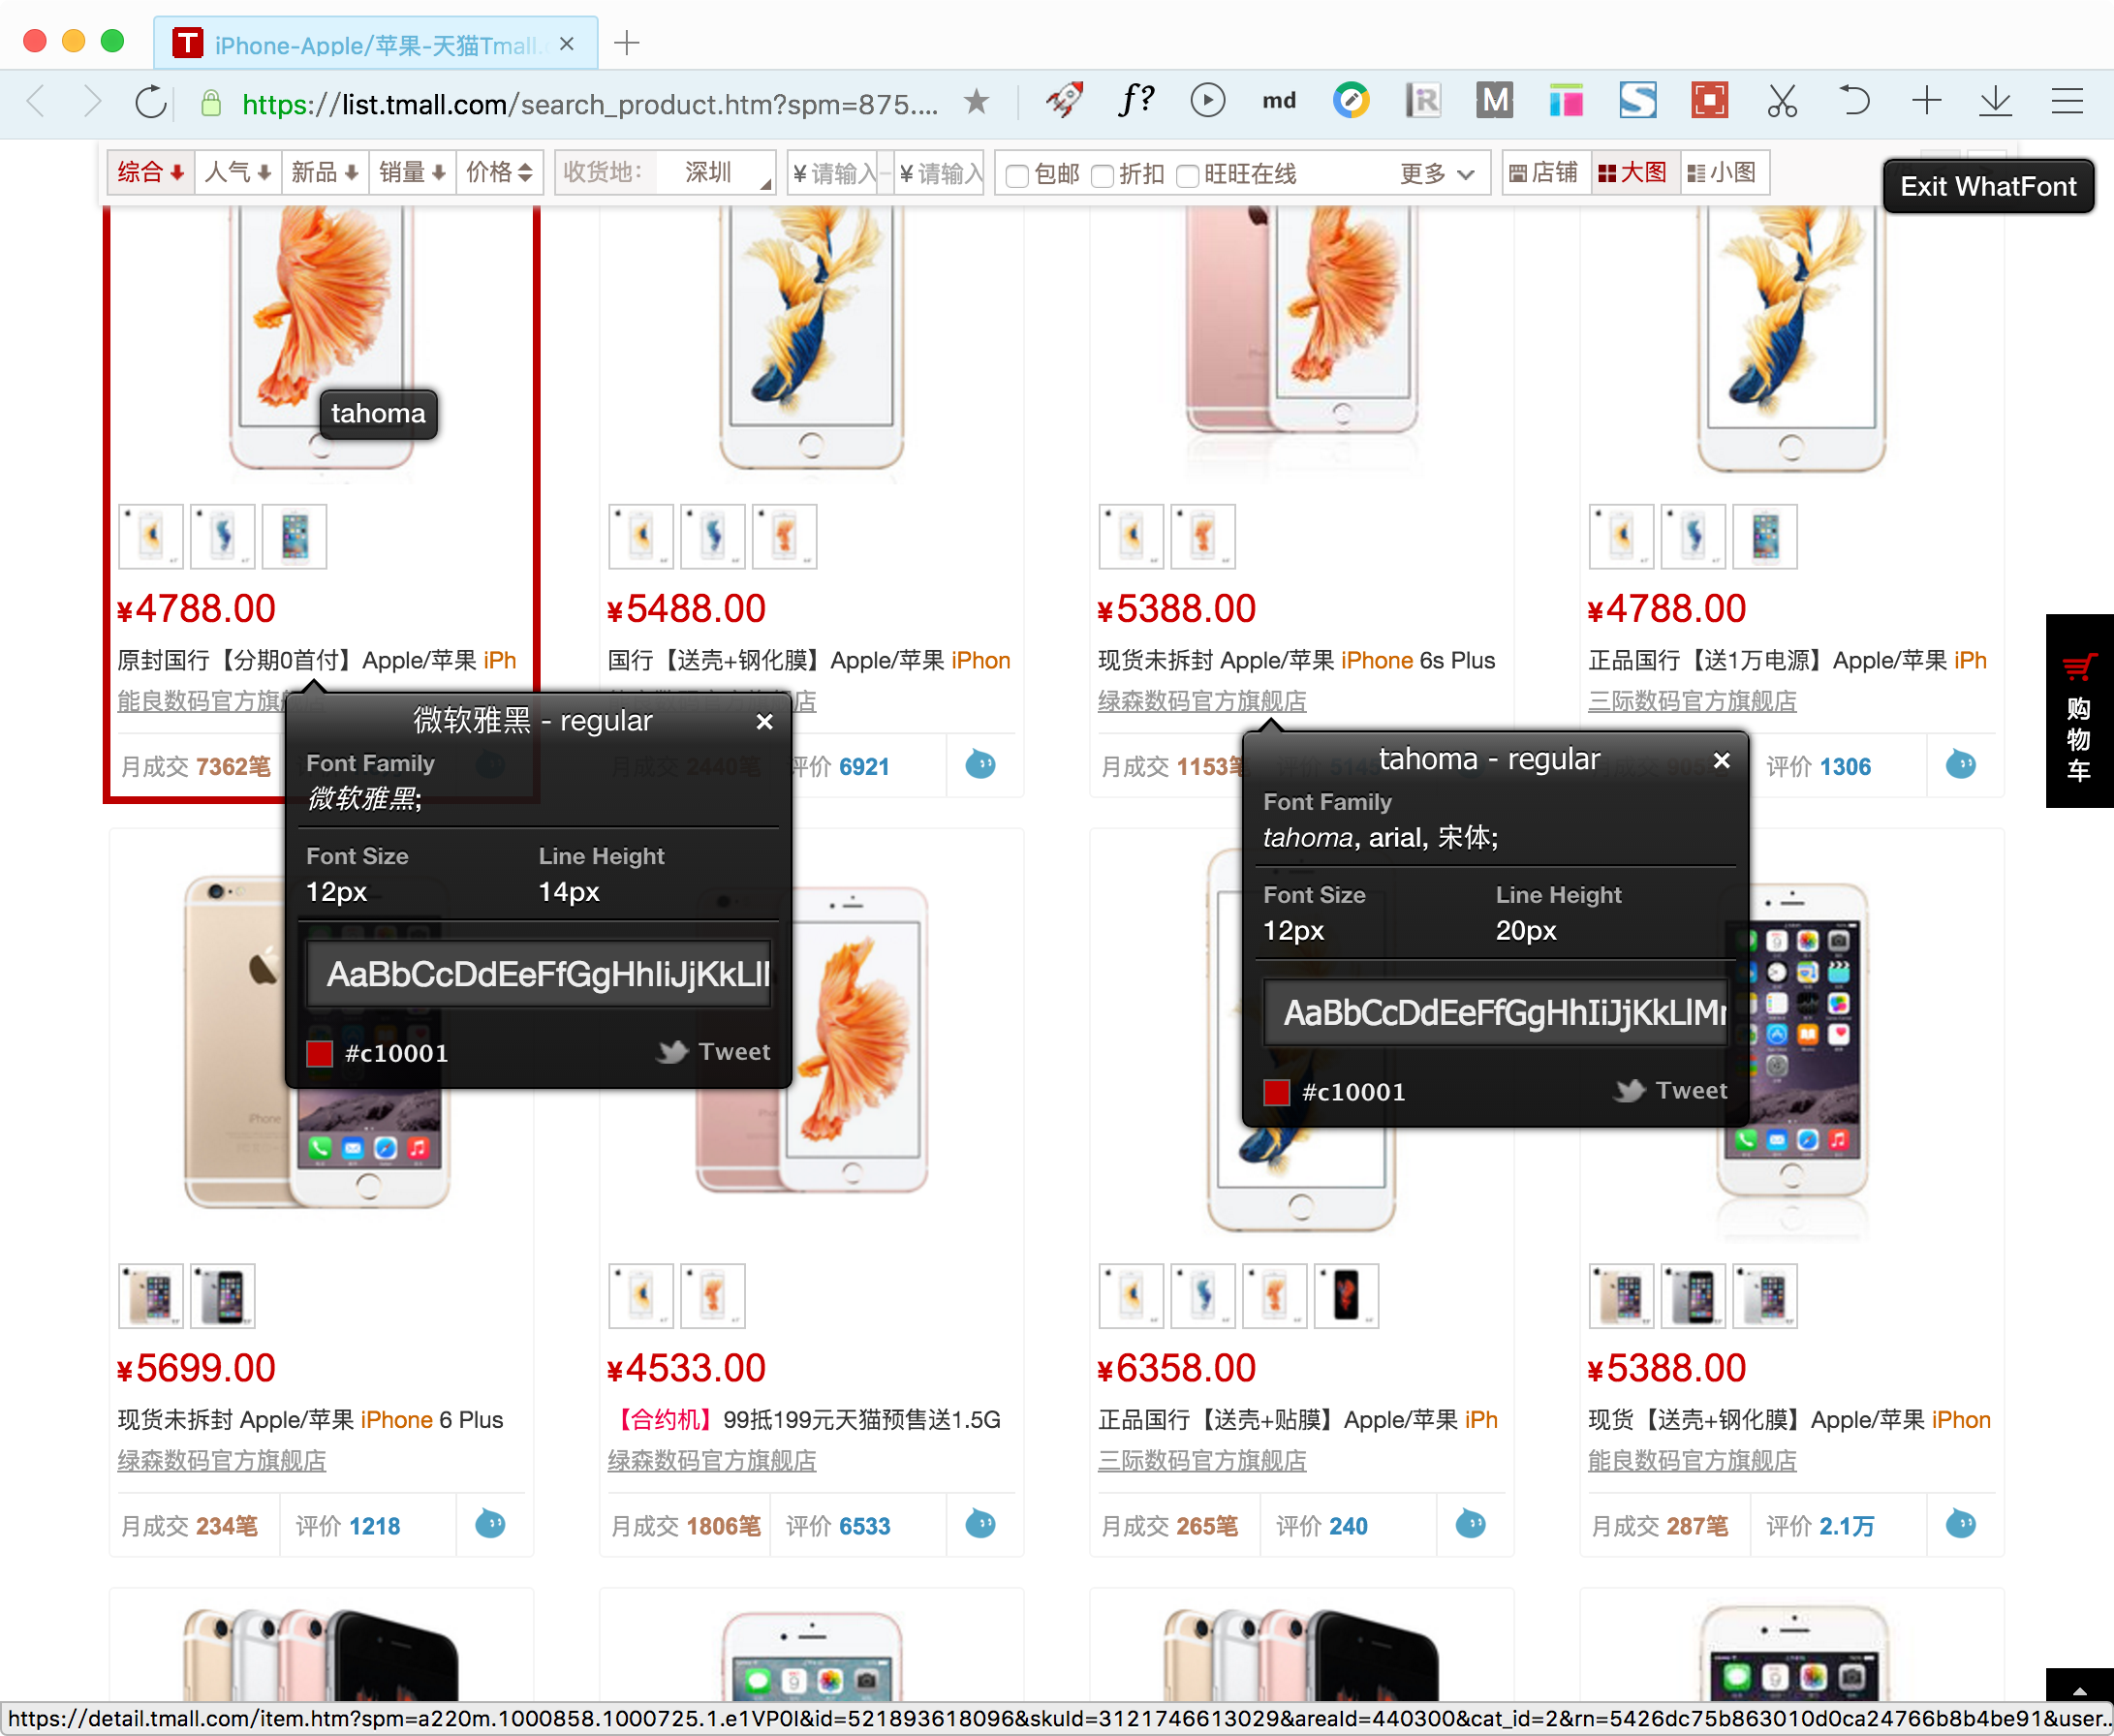 iPhone-Apple/苹果-天猫Tmall.
https://list.tmall.com/search_product.htm?spm=875....
f? md R M S
综合 人气 新品 销量 价格 收货地: 深圳 ¥请输入 - ¥请输入 包邮 折扣 旺旺在线 更多 店铺 大图 小图
Exit WhatFont
tahoma
¥4788.00 ¥5488.00 ¥5388.00 ¥4788.00
原封国行【分期0首付】Apple/苹果 iPh 国行【送壳+钢化膜】Apple/苹果 iPhon 现货未拆封 Apple/苹果 iPhone 6s Plus 正品国行【送1万电源】Apple/苹果 iPh
能良数码官方旗 店 绿森数码官方旗舰店 三际数码官方旗舰店
月成交 7362笔 月成交 2440笔 评价 6921 月成交 1153笔 评价 1306
购物车
微软雅黑 - regular
Font Family
微软雅黑;
Font Size Line Height
12px 14px
AaBbCcDdEeFfGgHhIiJjKkLl
#c10001 Tweet
tahoma - regular
Font Family
tahoma, arial, 宋体;
Font Size Line Height
12px 20px
AaBbCcDdEeFfGgHhIiJjKkLlM
#c10001 Tweet
¥5699.00 ¥4533.00 ¥6358.00 ¥5388.00
现货未拆封 Apple/苹果 iPhone 6 Plus 【合约机】99抵199元天猫预售送1.5G 正品国行【送壳+贴膜】Apple/苹果 iPh 现货【送壳+钢化膜】Apple/苹果 iPhon
绿森数码官方旗舰店 绿森数码官方旗舰店 三际数码官方旗舰店 能良数码官方旗舰店
月成交 234笔 评价 1218 月成交 1806笔 评价 6533 月成交 265笔 评价 240 月成交 287笔 评价 2.1万
https://detail.tmall.com/item.htm?spm=a220m.1000858.1000725.1.e1VP0I&id=521893618096&skuId=3121746613029&areaId=440300&cat_id=2&rn=5426dc75b863010d0ca24766b8b4be91&user...